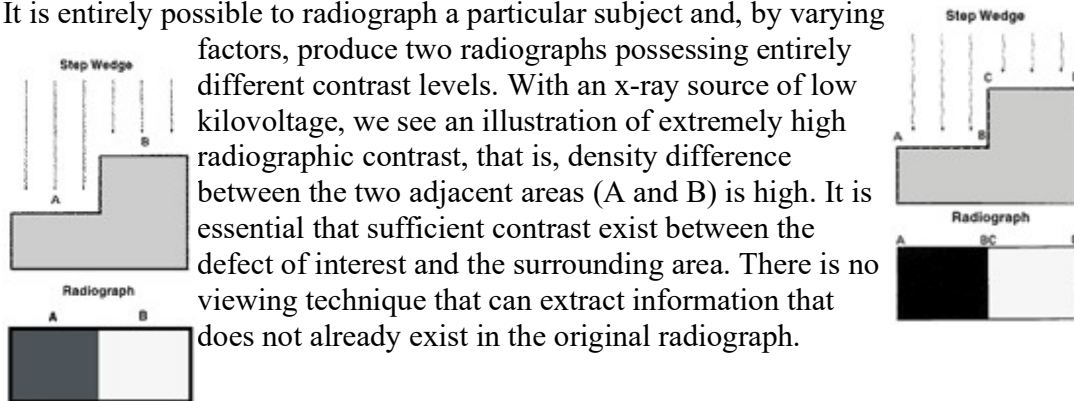 It is entirely possible to radiograph a particular subject and, by varying
factors, produce two radiographs possessing entirely
different contrast levels. With an x-ray source of low
kilovoltage, we see an illustration of extremely high
radiographic contrast, that is, density difference
between the two adjacent areas (A and B) is high. It is
essential that sufficient contrast exist between the
defect of interest and the surrounding area. There is no
viewing technique that can extract information that
does not already exist in the original radiograph.
Step Wedge
B
A
Radiograph
A B
Step Wedge
C
A B
Radiograph
A BC